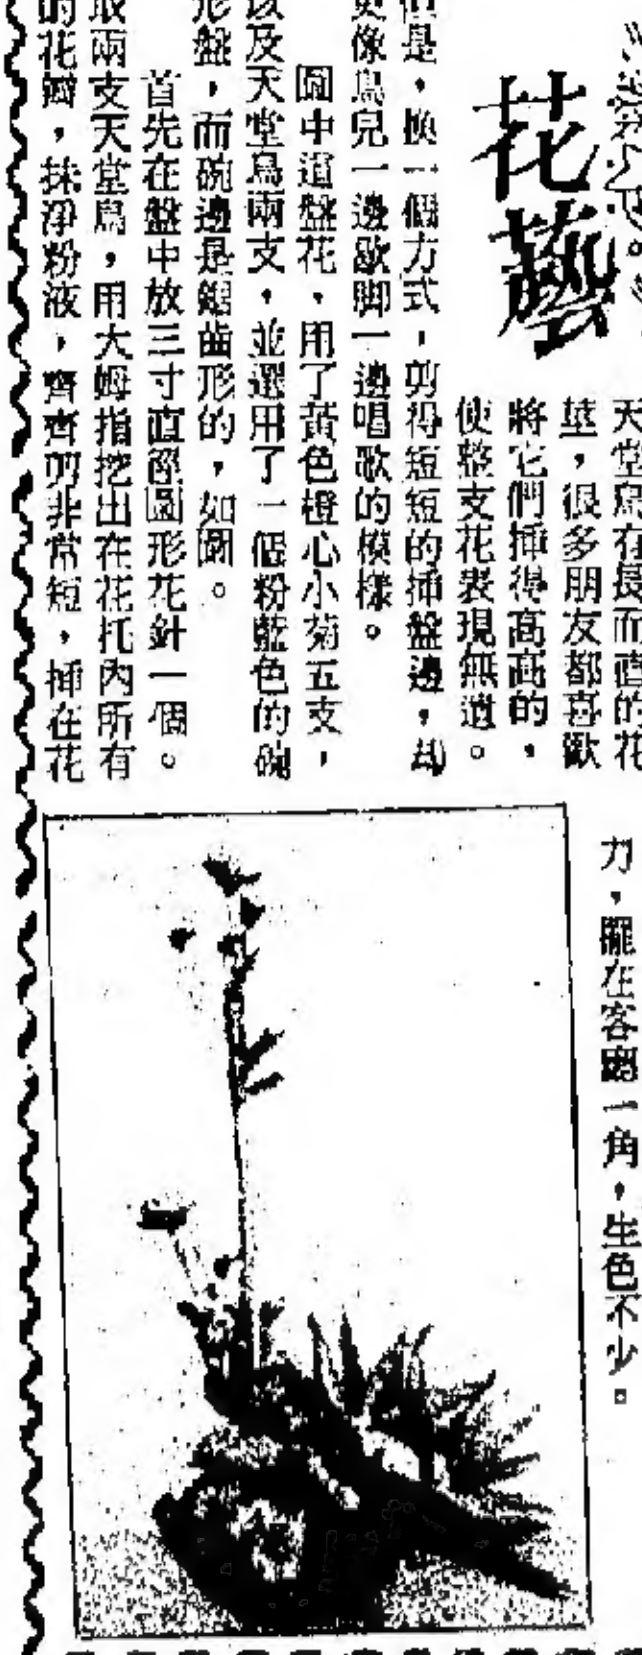 花藝
天堂鳥有長而直的花
莖，很多朋友都喜歡
將它們揷得高高的，
使整支花表現無遺。
但是，換一個方式，剪得短短的揷盤邊，却
更像鳥兒一邊歇脚一邊唱歌的模樣。
圖中這盤花，用了黃色橙心小菊五支，
以及天堂鳥兩支，並選用了一個粉藍色的碗
形盤，而碗邊是鋸齒形的，如圖。
首先在盤中放三寸直徑圓形花針一個。
取兩支天堂鳥，用大姆指挖出在花托內所有
的花瓣，抹淨粉液，齊齊剪非常短，揷在花
力，擺在客廳一角，生色不少。